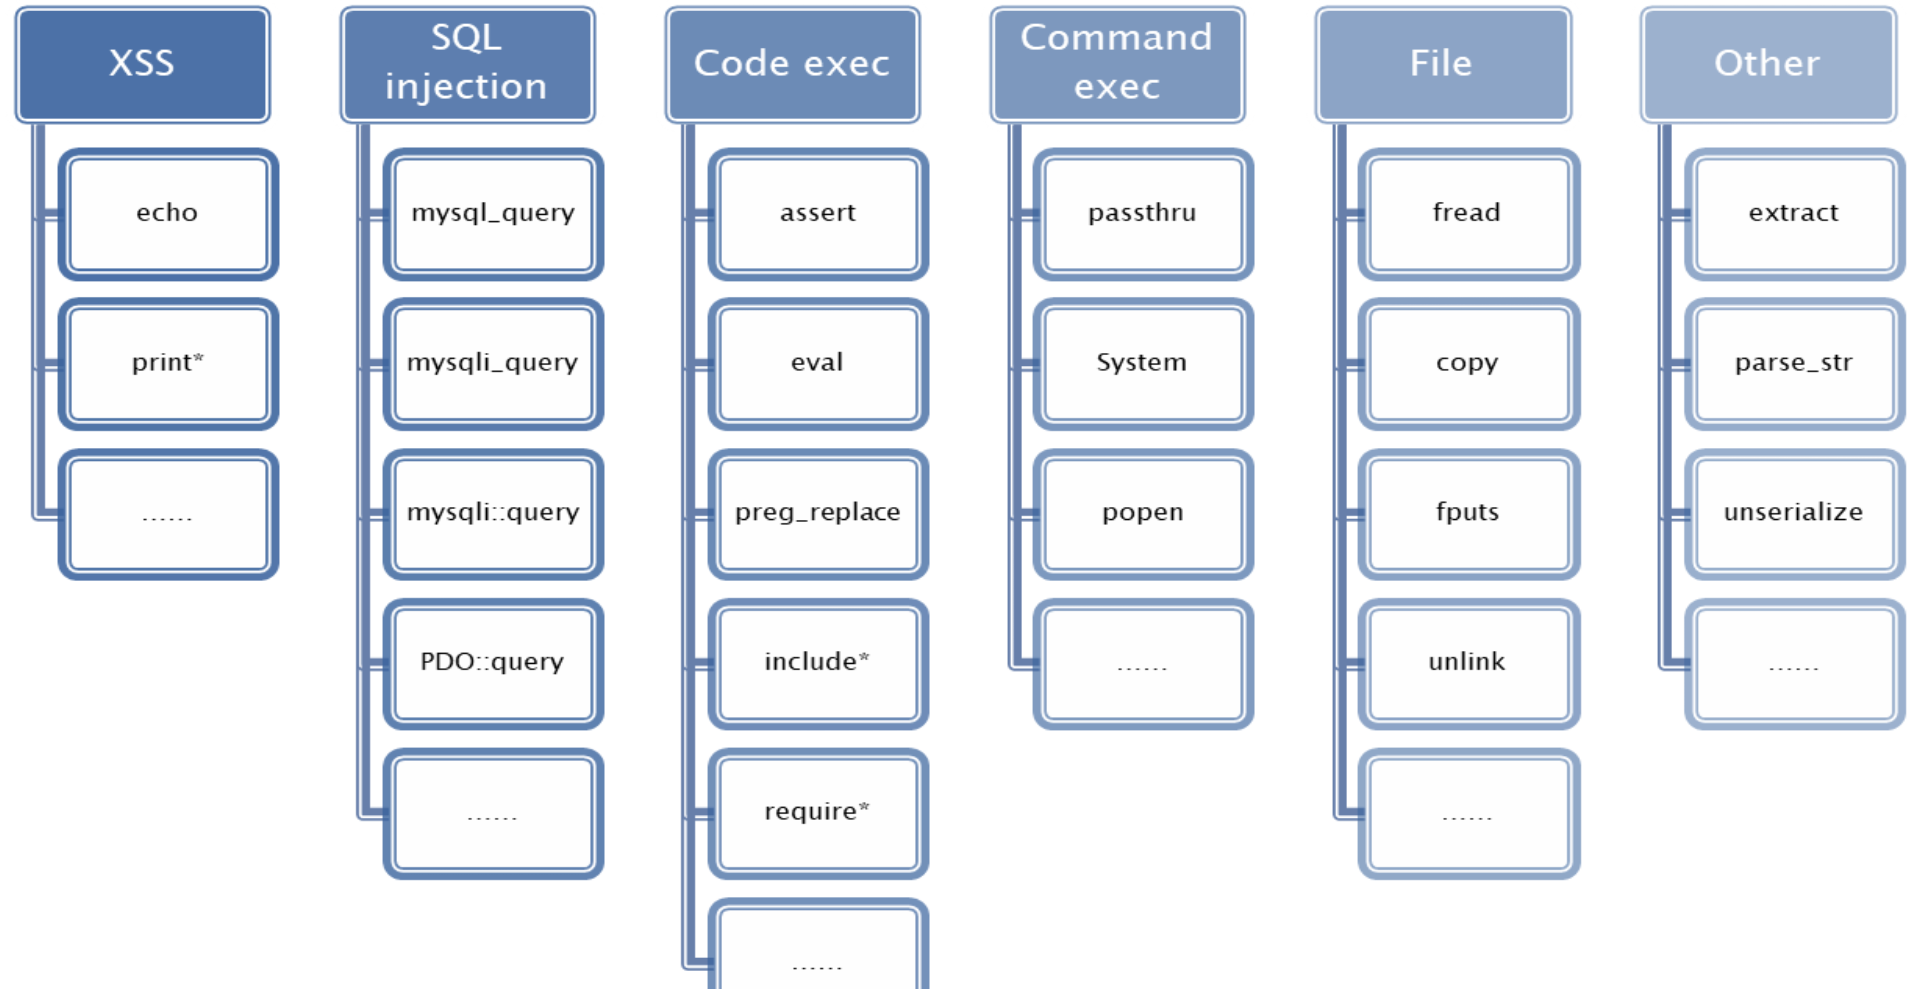 XSS
echo
print*
......
SQL
injection
mysql_query
mysqli_query
mysqli::query
PDO::query
......
Code exec
assert
eval
preg_replace
include*
require*
......
Command
exec
passthru
System
popen
......
File
fread
copy
fputs
unlink
......
Other
extract
parse_str
unserialize
......